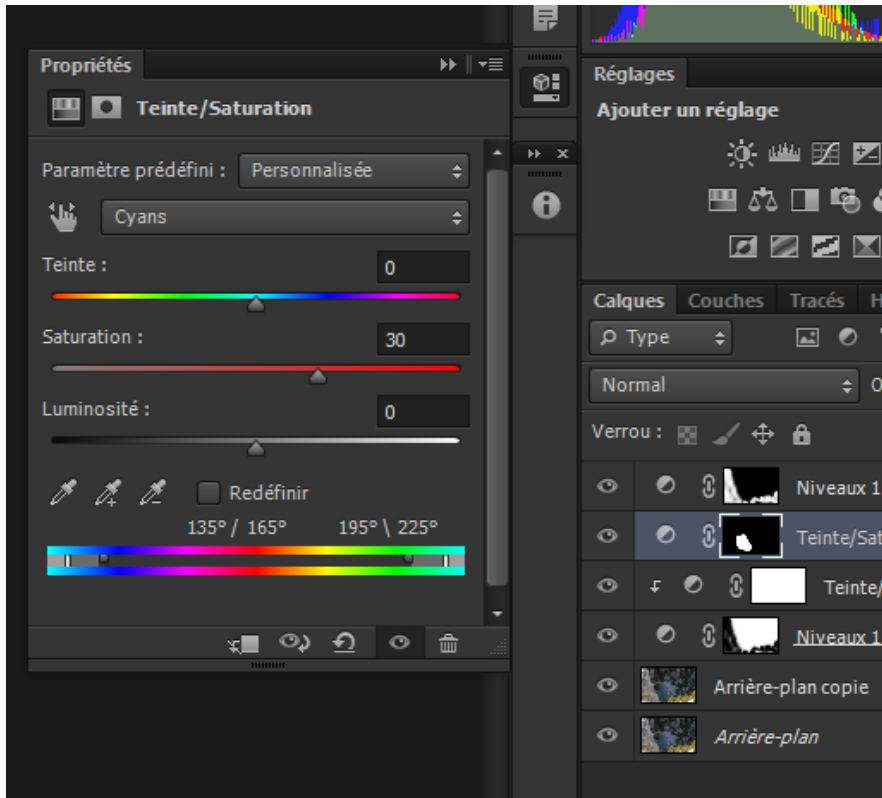 Propriétés
Teinte/Saturation
Paramètre prédéfini : Personnalisée
Cyans
Teinte : 0
Saturation : 30
Luminosité : 0
Redéfinir
135° / 165° 195° \ 225°
Réglages
Ajouter un réglage
Calques Couches Tracés H
Type
Normal O
Verrou :
Niveaux 1
Teinte/Sat
Teinte/
Niveaux 1
Arrière-plan copie
Arrière-plan